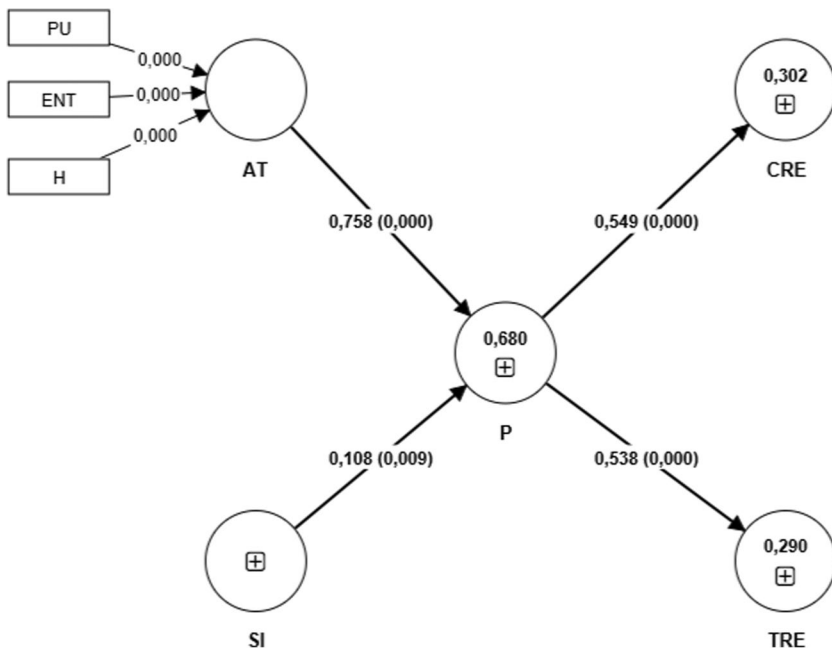 PU
0,000
ENT
0,000
H
0,000
AT
0,302
CRE
0,758 (0,000)
0,549 (0,000)
0,680
P
0,108 (0,009)
0,538 (0,000)
SI
0,290
TRE